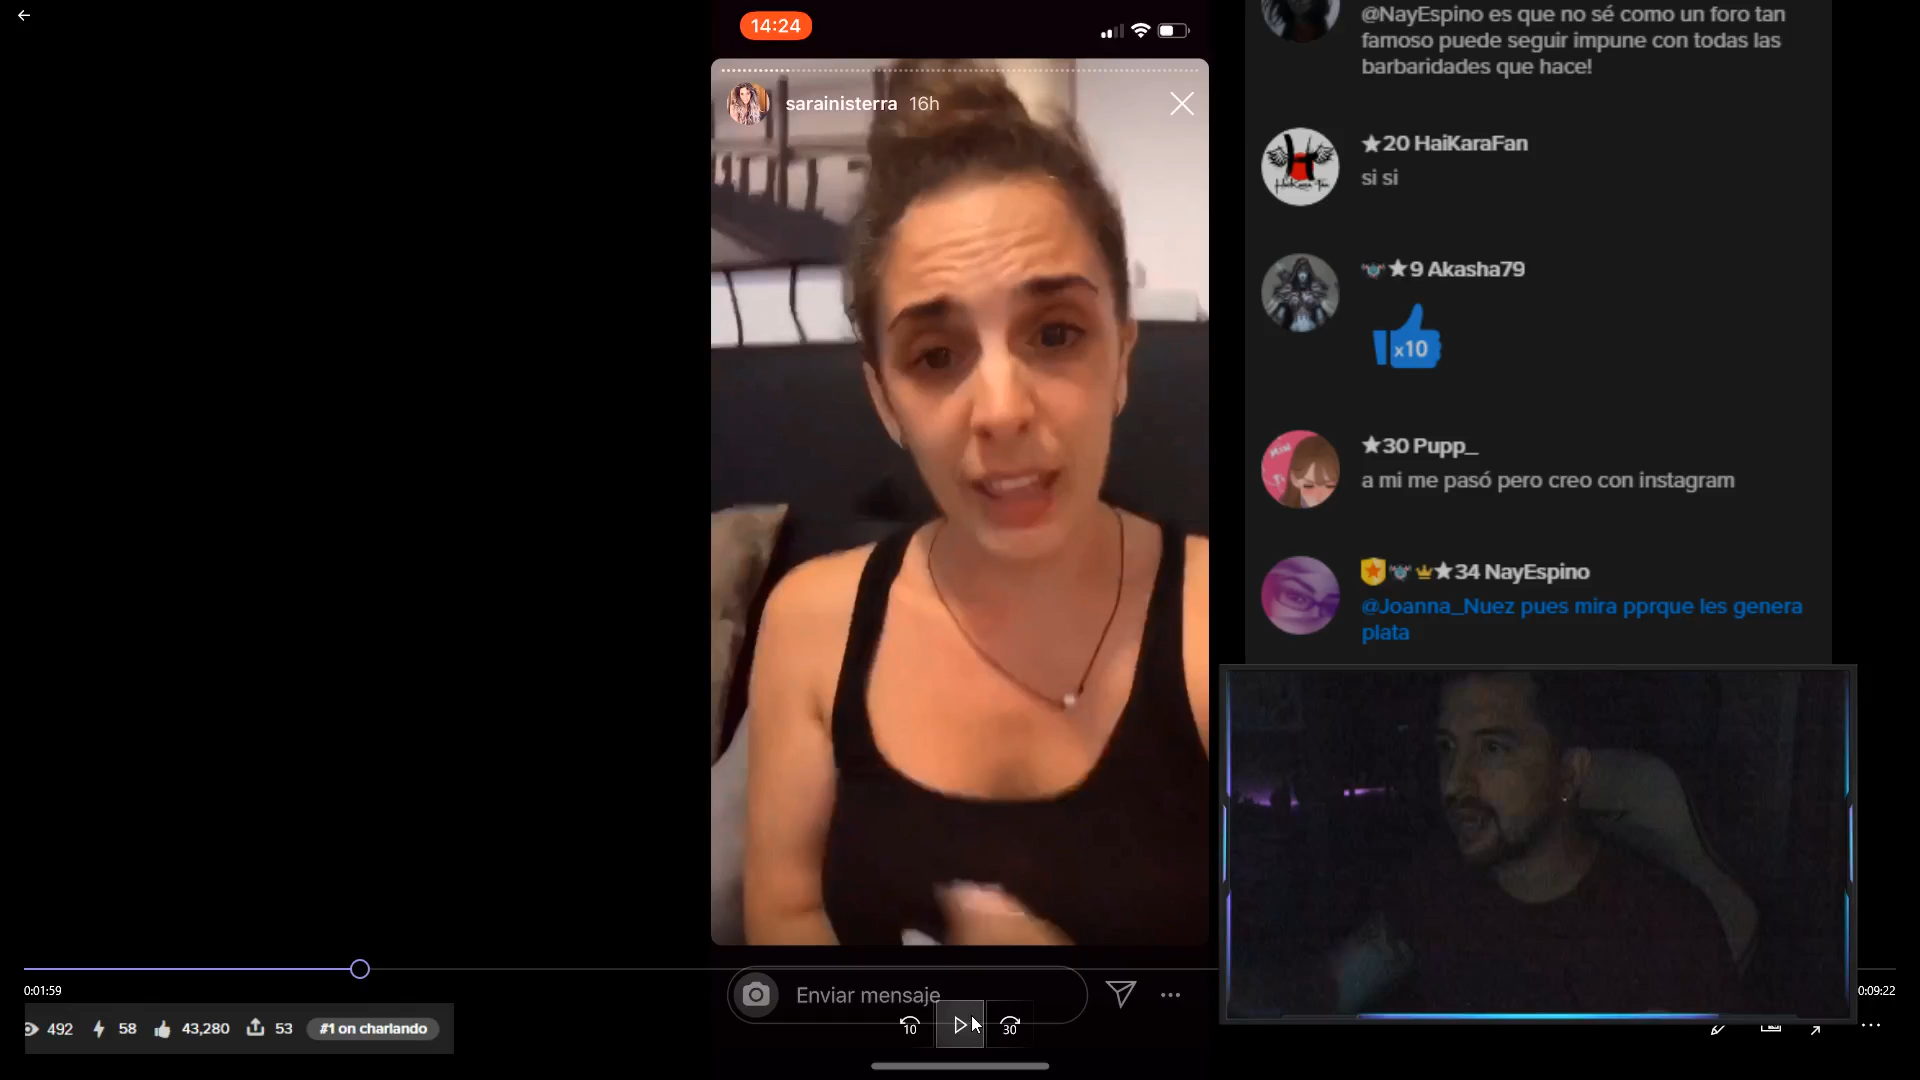 14:24
sarainisterra 16h
@NayEspino es que no sé como un foro tan
famoso puede seguir impune con todas las
barbaridades que hace!
★20 HaiKaraFan
si si
★9 Akasha79
x10
★30 Pupp_
a mi me pasó pero creo con instagram
★34 NayEspino
@Joanna_Nuez pues mira pprque les genera
plata
0:01:59
0:09:22
Enviar mensaje
10
30
492 58 43,280 53 #1 on charlando